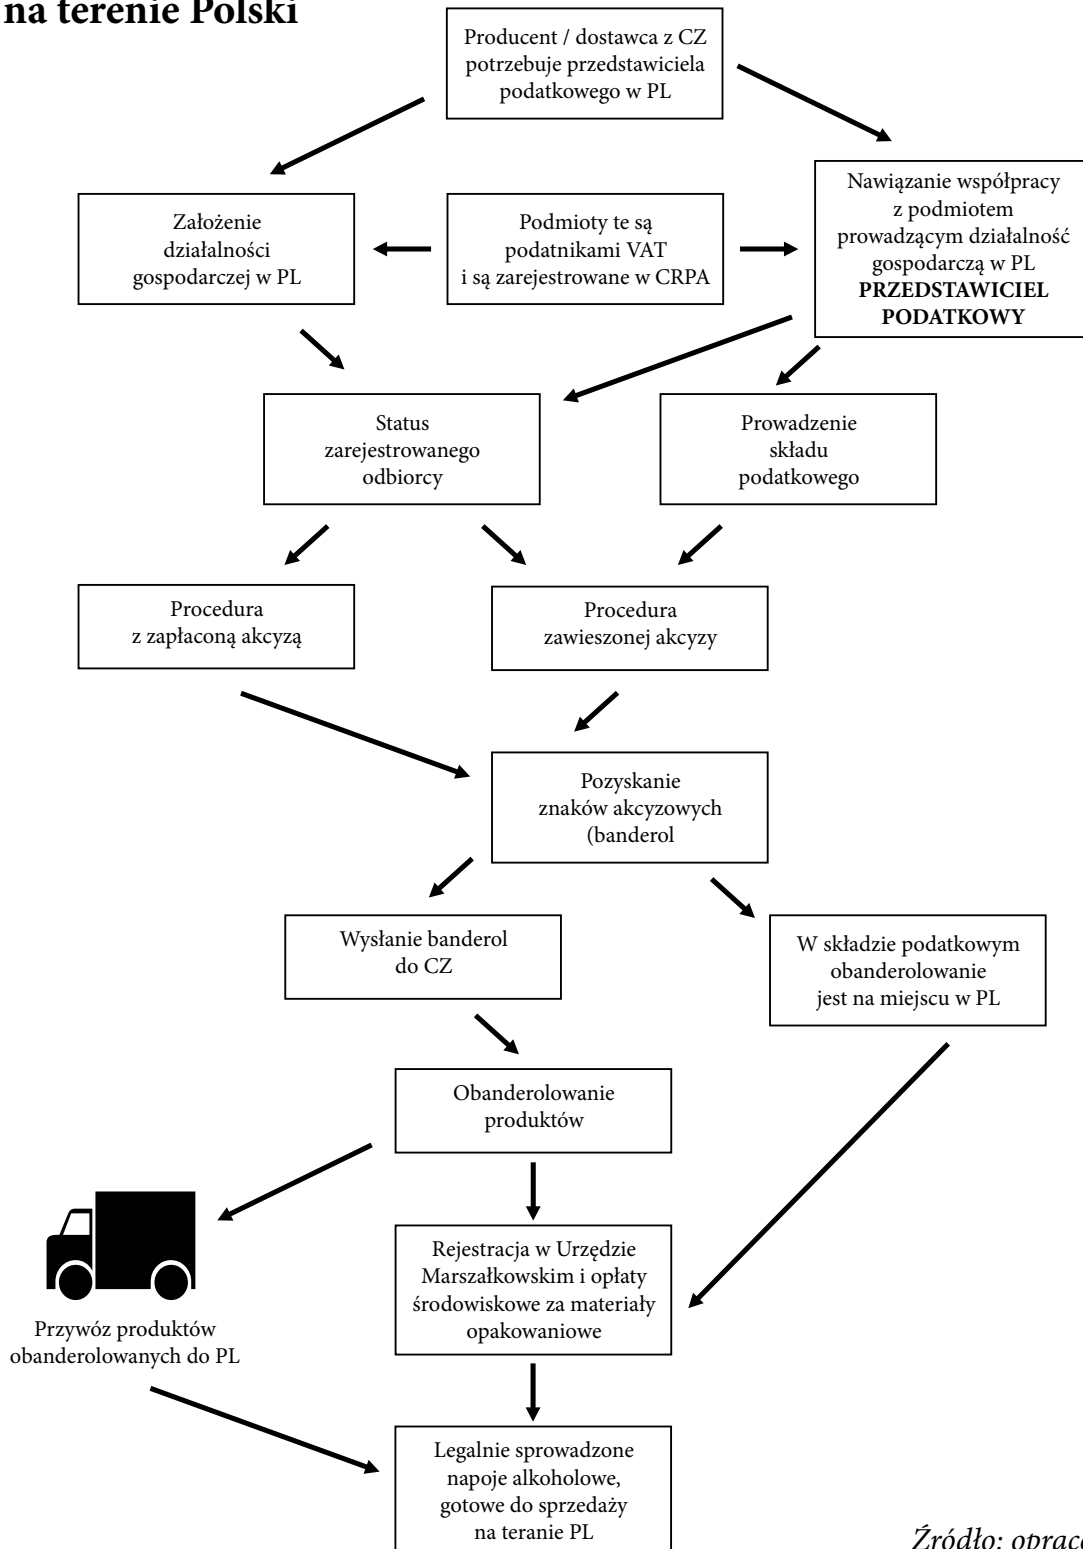 na terenie Polski
Producent / dostawca z CZ
potrzebuje przedstawiciela
podatkowego w PL
Założenie
działalności
gospodarczej w PL
Podmioty te są
podatnikami VAT
i są zarejestrowane w CRPA
Nawiązanie współpracy
z podmiotem
prowadzącym działalność
gospodarczą w PL
PRZEDSTAWICIEL
PODATKOWY
Status
zarejestrowanego
odbiorcy
Prowadzenie
składu
podatkowego
Procedura
z zapłaconą akcyzą
Procedura
zawieszonej akcyzy
Pozyskanie
znaków akcyzowych
(banderol
Wysłanie banderol
do CZ
W składzie podatkowym
obanderolowanie
jest na miejscu w PL
Obanderolowanie
produktów
Rejestracja w Urzędzie
Marszałkowskim i opłaty
środowiskowe za materiały
opakowaniowe
Przywóz produktów
obanderolowanych do PL
Legalnie sprowadzone
napoje alkoholowe,
gotowe do sprzedaży
na teranie PL
Źródło: